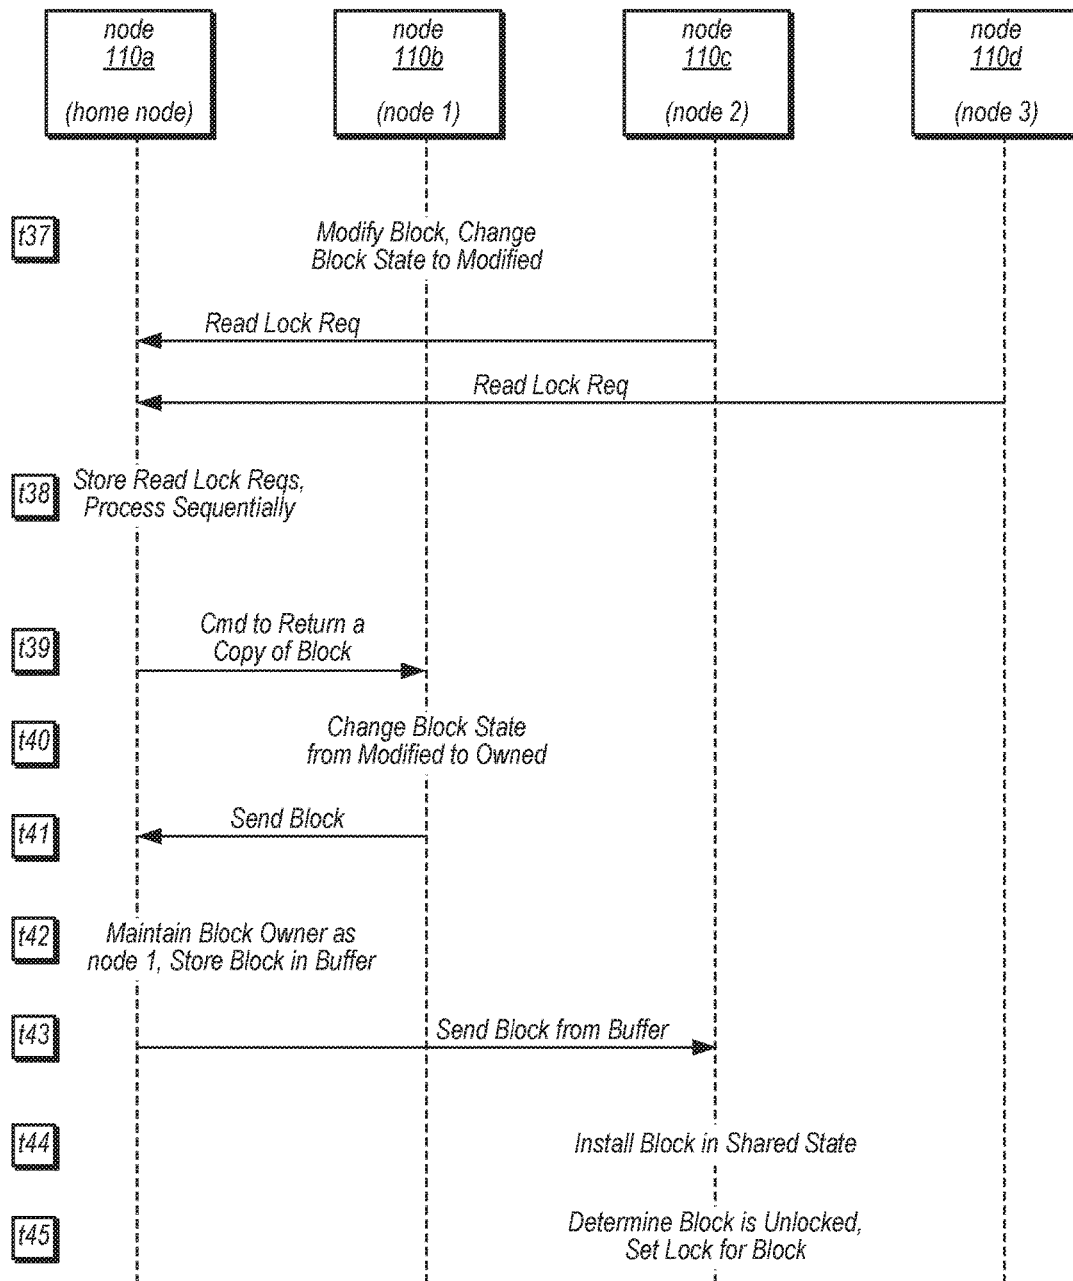 node
110a
(home node)
node
110b
(node 1)
node
110c
(node 2)
node
110d
(node 3)
t37
Modify Block, Change
Block State to Modified
Read Lock Req
Read Lock Req
t38
Store Read Lock Reqs,
Process Sequentially
t39
Cmd to Return a
Copy of Block
t40
Change Block State
from Modified to Owned
t41
Send Block
t42
Maintain Block Owner as
node 1, Store Block in Buffer
t43
Send Block from Buffer
t44
Install Block in Shared State
t45
Determine Block is Unlocked,
Set Lock for Block